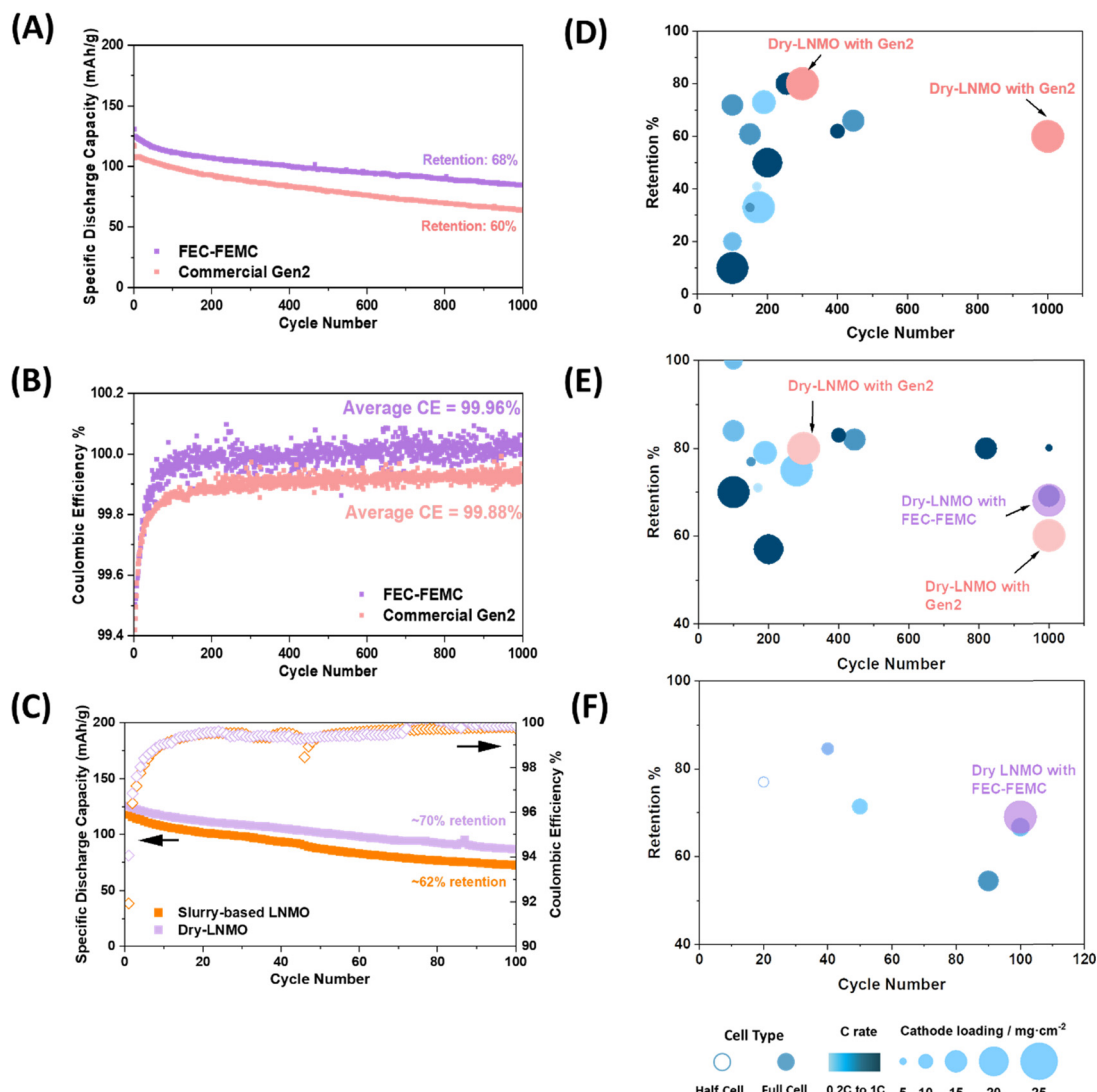 (A)
Specific Discharge Capacity (mAh/g)
200
150
100
50
0
Retention: 68%
Retention: 60%
FEC-FEMC
Commercial Gen2
0 200 400 600 800 1000
Cycle Number
(D)
Retention %
100
80
60
40
20
0
Dry-LNMO with Gen2
Dry-LNMO with Gen2
0 200 400 600 800 1000
Cycle Number
(B)
Coulombic Efficiency %
100.2
100.0
99.8
99.6
99.4
Average CE = 99.96%
Average CE = 99.88%
FEC-FEMC
Commercial Gen2
0 200 400 600 800 1000
Cycle Number
(E)
Retention %
100
80
60
40
Dry-LNMO with Gen2
Dry-LNMO with
FEC-FEMC
Dry-LNMO with
Gen2
0 200 400 600 800 1000
Cycle Number
(C)
Specific Discharge Capacity (mAh/g)
200
150
100
50
0
~70% retention
~62% retention
Slurry-based LNMO
Dry-LNMO
100
98
96
94
92
90
Coulombic Efficiency %
0 20 40 60 80 100
Cycle Number
(F)
Retention %
100
80
60
40
Dry LNMO with
FEC-FEMC
0 20 40 60 80 100 120
Cycle Number
Cell Type
Half Cell Full Cell
C rate
0.2C to 1C
Cathode loading / mg·cm⁻²
5 10 15 20 25